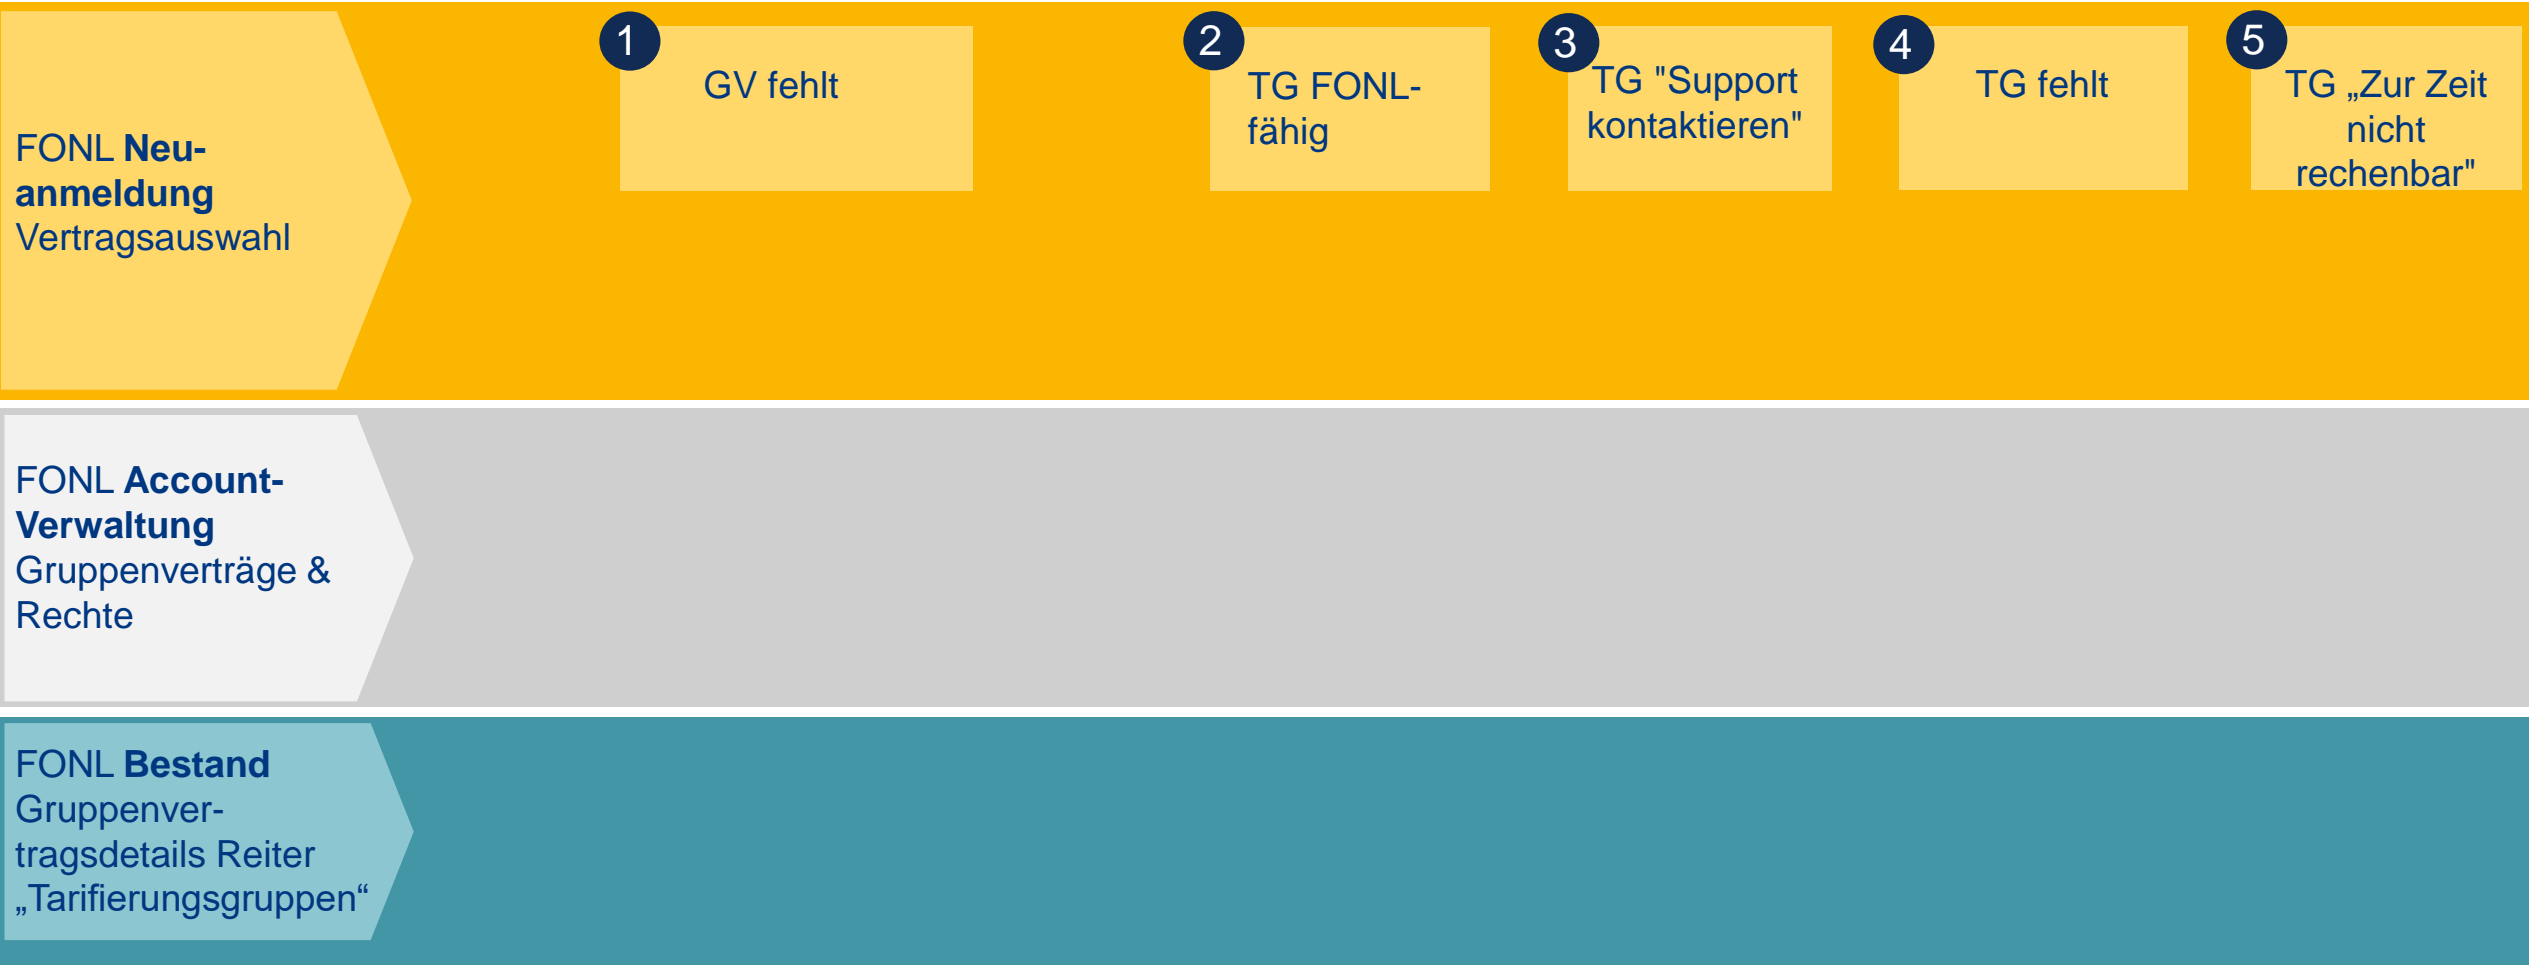 1
GV fehlt
2
TG FONL-
fähig
3
TG "Support
kontaktieren"
4
TG fehlt
5
TG „Zur Zeit
nicht
rechenbar"
FONL Neu-
anmeldung
Vertragsauswahl
FONL Account-
Verwaltung
Gruppenverträge &
Rechte
FONL Bestand
Gruppenver-
tragsdetails Reiter
„Tarifierungsgruppen“